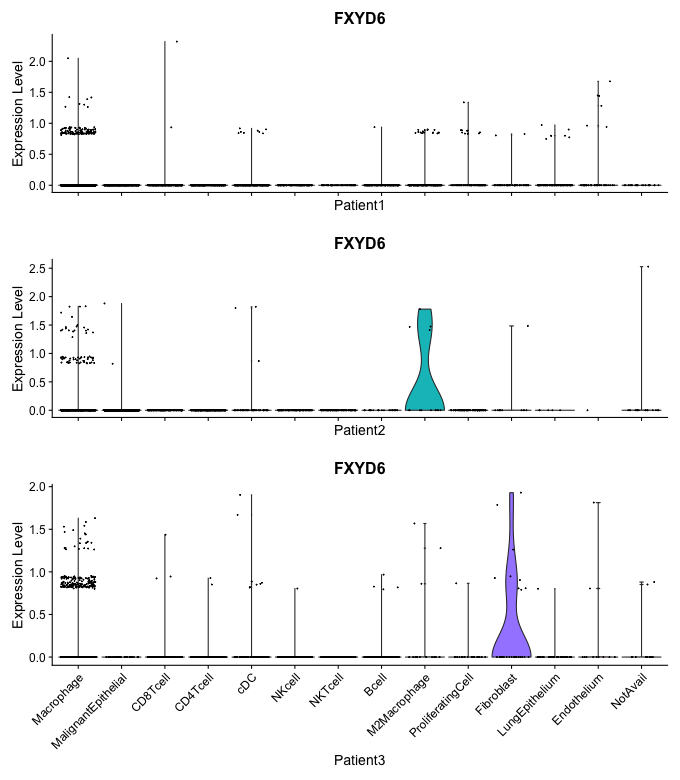 FXYD6
Expression Level
2.0
1.5
1.0
0.5
0.0
Patient1
FXYD6
Expression Level
2.5
2.0
1.5
1.0
0.5
0.0
Patient2
FXYD6
Expression Level
2.0
1.5
1.0
0.5
0.0
Macrophage
MalignantEpithelial
CD8Tcell
CD4Tcell
cDC
NKcell
NKTcell
Bcell
M2Macrophage
ProliferatingCell
Fibroblast
LungEpithelium
Endothelium
NotAvail
Patient3